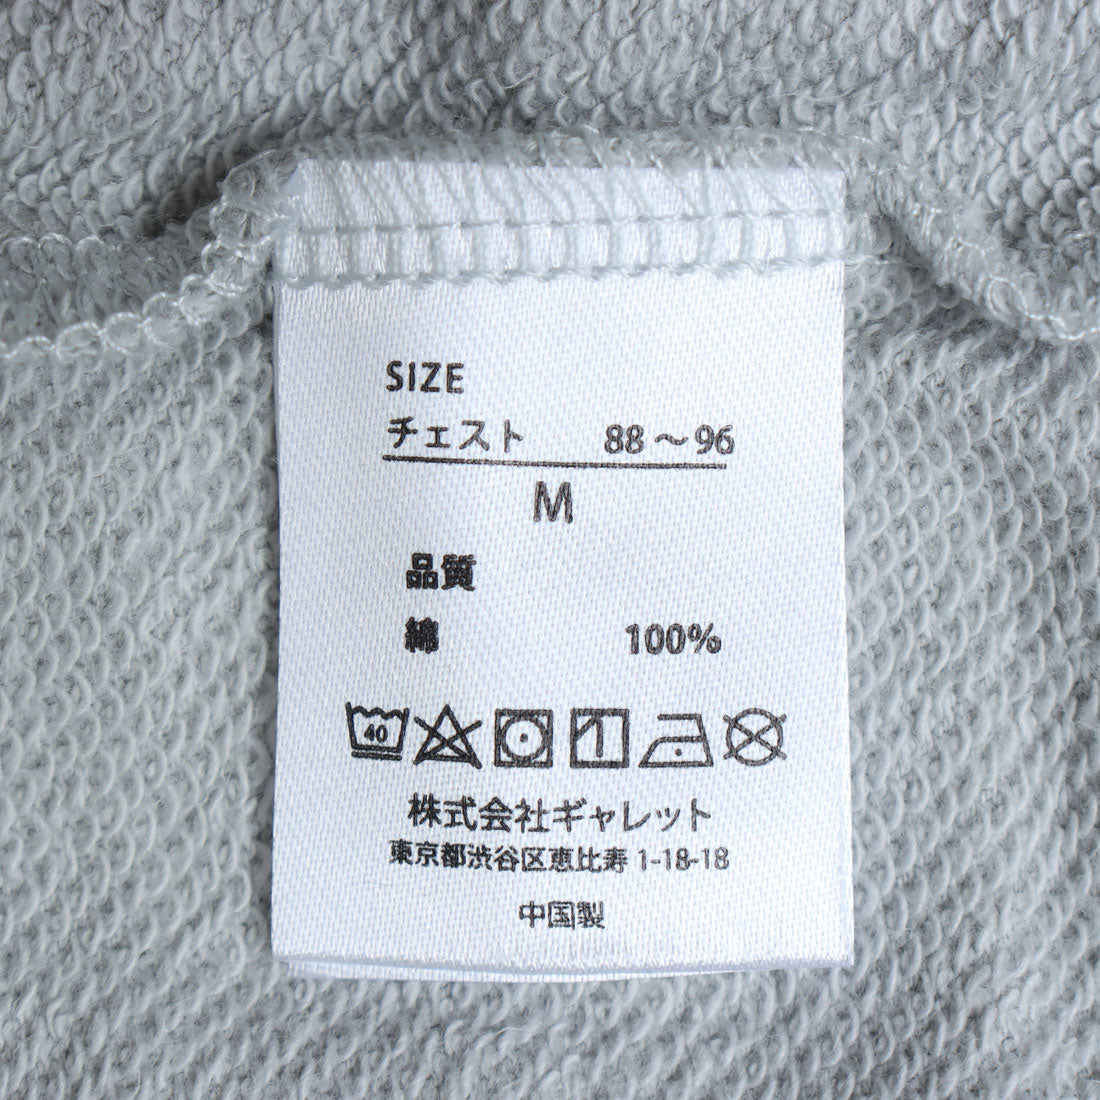 SIZE
チェスト 88～96
M
品質
綿 100%
40
株式会社ギャレット
東京都渋谷区恵比寿 1-18-18
中国製